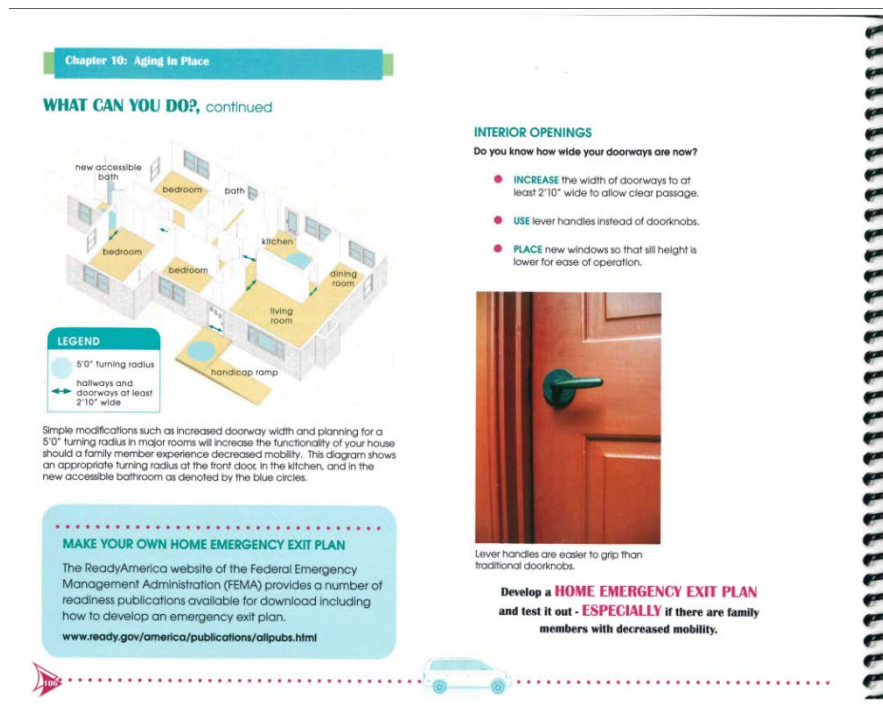 Chapter 10: Aging In Place
WHAT CAN YOU DO?, continued
new accessible
bath
bedroom
bath
bedroom
bedroom
kitchen
dining
room
living
room
handicap ramp
LEGEND
5'0" turning radius
hallways and
doorways at least
2'10" wide
Simple modifications such as increased doorway width and planning for a
5'0" turning radius in major rooms will increase the functionality of your house
should a family member experience decreased mobility. This diagram shows
an appropriate turning radius at the front door, in the kitchen, and in the
new accessible bathroom as denoted by the blue circles.
MAKE YOUR OWN HOME EMERGENCY EXIT PLAN
The ReadyAmerica website of the Federal Emergency
Management Administration (FEMA) provides a number of
readiness publications available for download including
how to develop an emergency exit plan.
www.ready.gov/america/publications/allpubs.html
106
INTERIOR OPENINGS
Do you know how wide your doorways are now?
INCREASE the width of doorways to at
least 2'10" wide to allow clear passage.
USE lever handles instead of doorknobs.
PLACE new windows so that sill height is
lower for ease of operation.
Lever handles are easier to grip than
traditional doorknobs.
Develop a HOME EMERGENCY EXIT PLAN
and test it out - ESPECIALLY if there are family
members with decreased mobility.